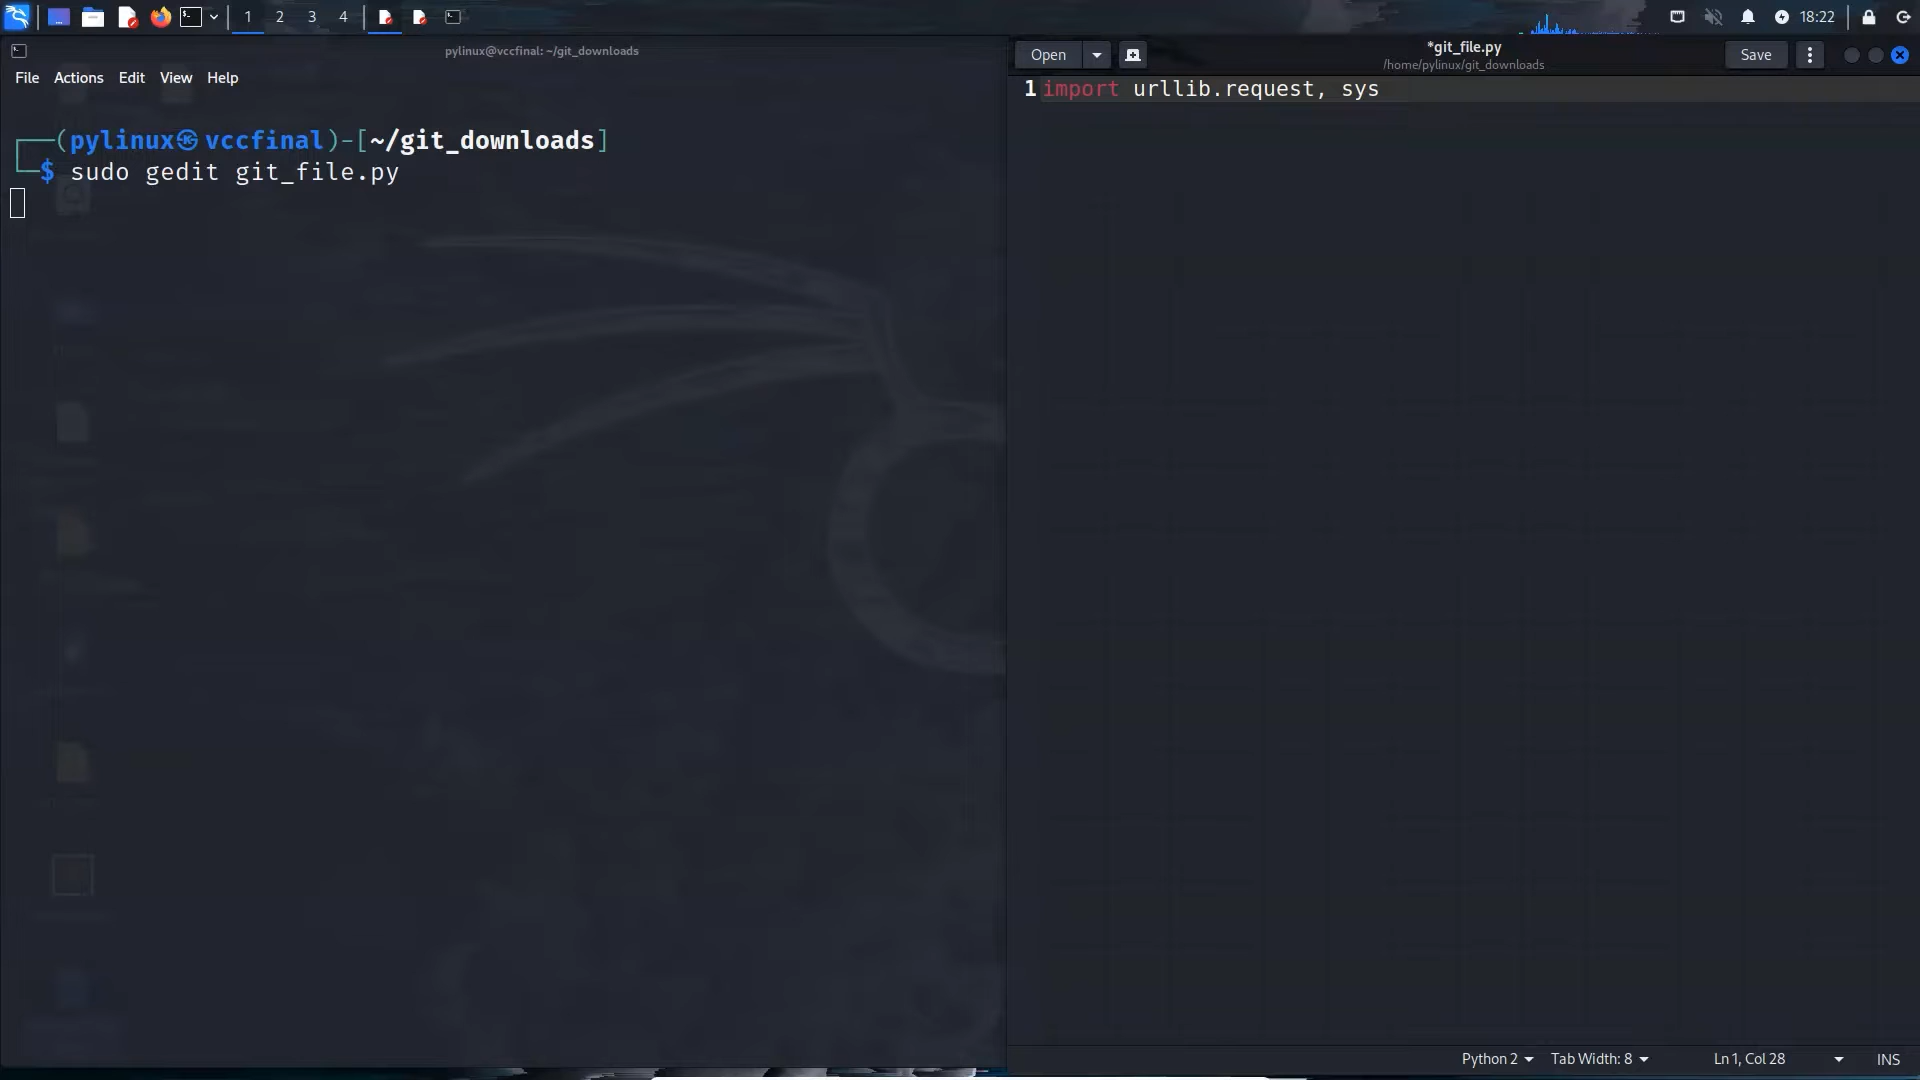 1 2 3 4 18:22
pylinux@vccfinal: ~/git_downloads
File Actions Edit View Help
(pylinux㉿vccfinal)-[~/git_downloads]
$ sudo gedit git_file.py
Open *git_file.py Save
/home/pylinux/git_downloads
1 import urllib.request, sys
Python 2 Tab Width: 8 Ln 1, Col 28 INS